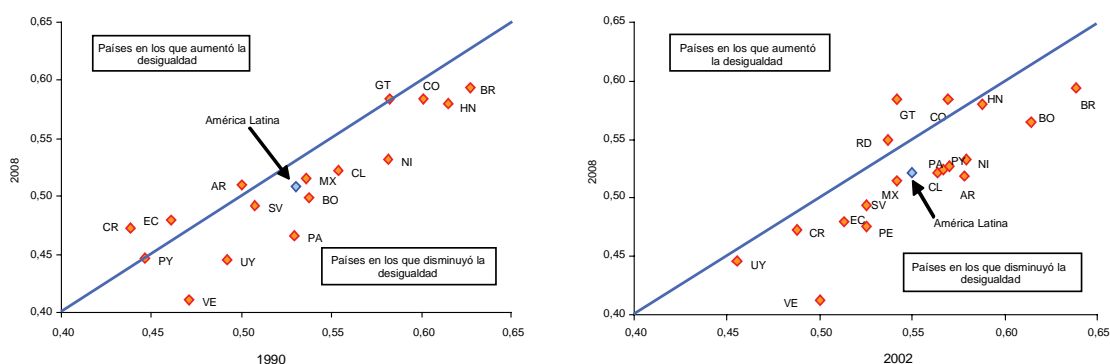 0,65
Países en los que aumentó la
desigualdad
0,60
GT
CO
BR
HN
América Latina
0,55
NI
CL
2008
AR
MX
0,50
BO
SV
EC
CR
PA
0,45
PY
UY
Países en los que disminuyó la
desigualdad
VE
0,40
0,40
0,45
0,50
0,55
0,60
0,65
1990
0,65
Países en los que aumentó
la desigualdad
0,60
HN
BR
GT
CO
BO
0,55
RD
PA
PY
NI
2008
CL
AR
MX
0,50
SV
América Latina
EC
PE
CR
0,45
UY
Países en los que disminuyó la
desigualdad
VE
0,40
0,40
0,45
0,50
0,55
0,60
0,65
2002